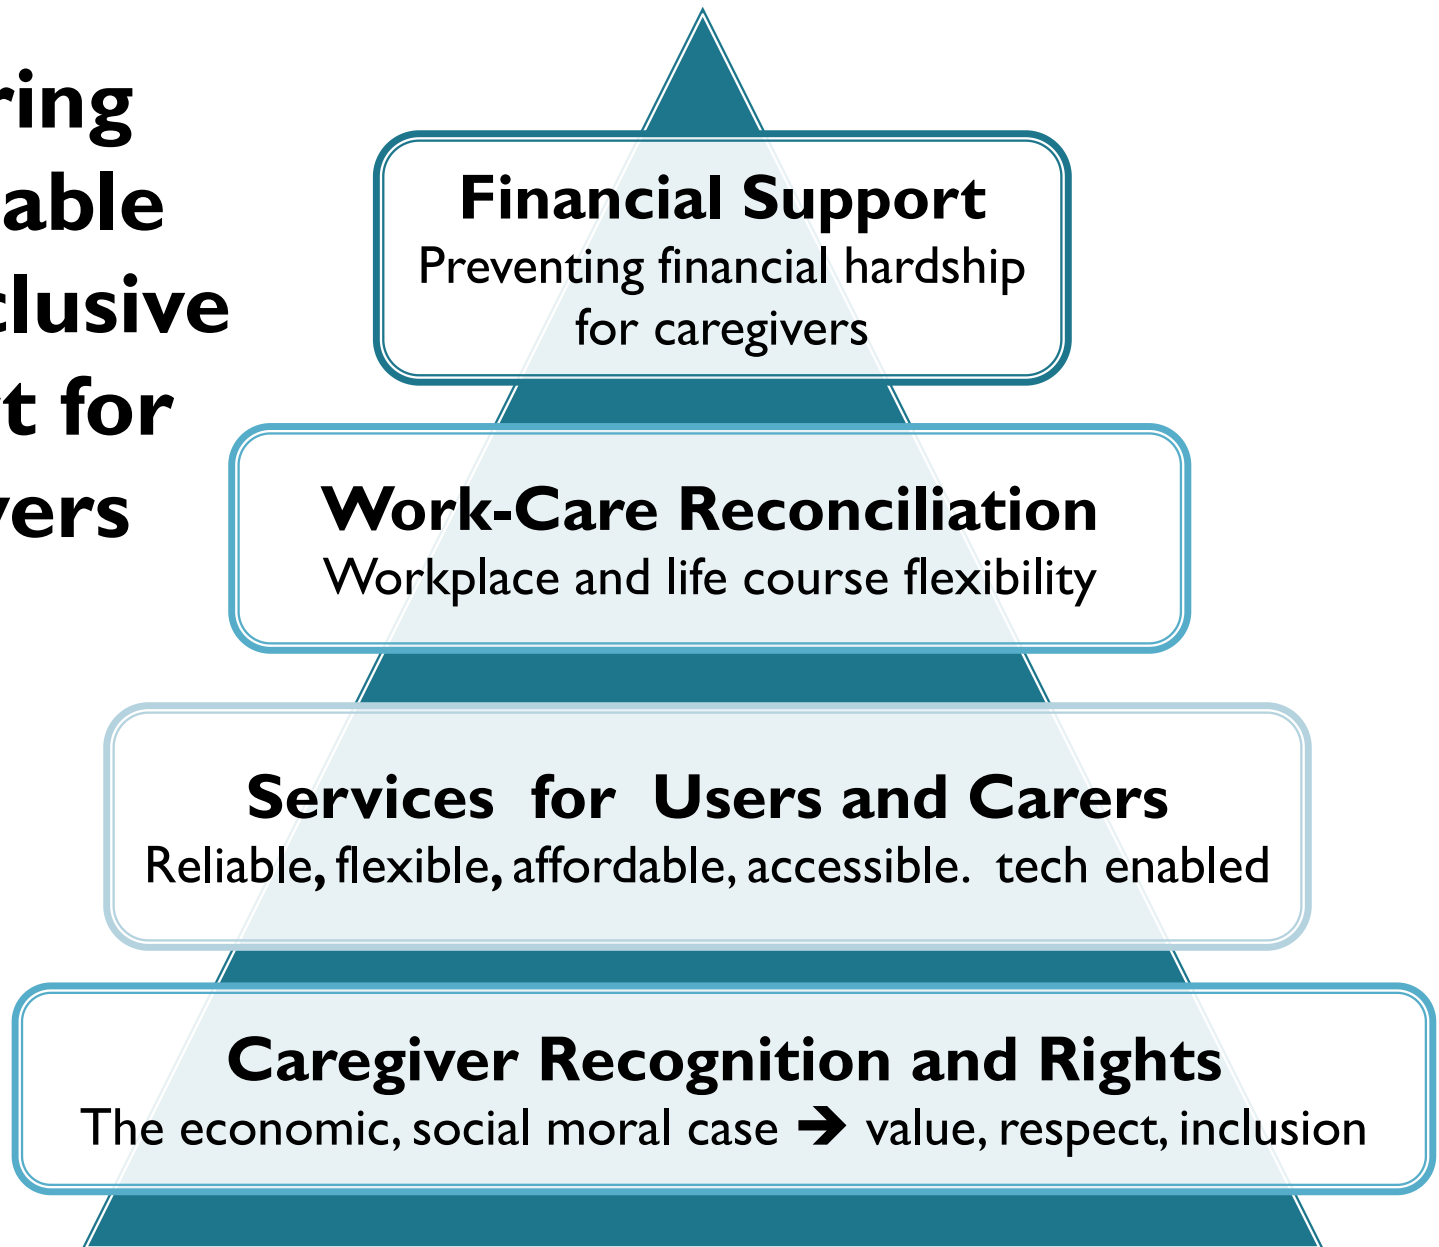 ring
able
clusive
t for
vers
Financial Support
Preventing financial hardship
for caregivers
Work-Care Reconciliation
Workplace and life course flexibility
Services for Users and Carers
Reliable, flexible, affordable, accessible. tech enabled
Caregiver Recognition and Rights
The economic, social moral case ➔ value, respect, inclusion